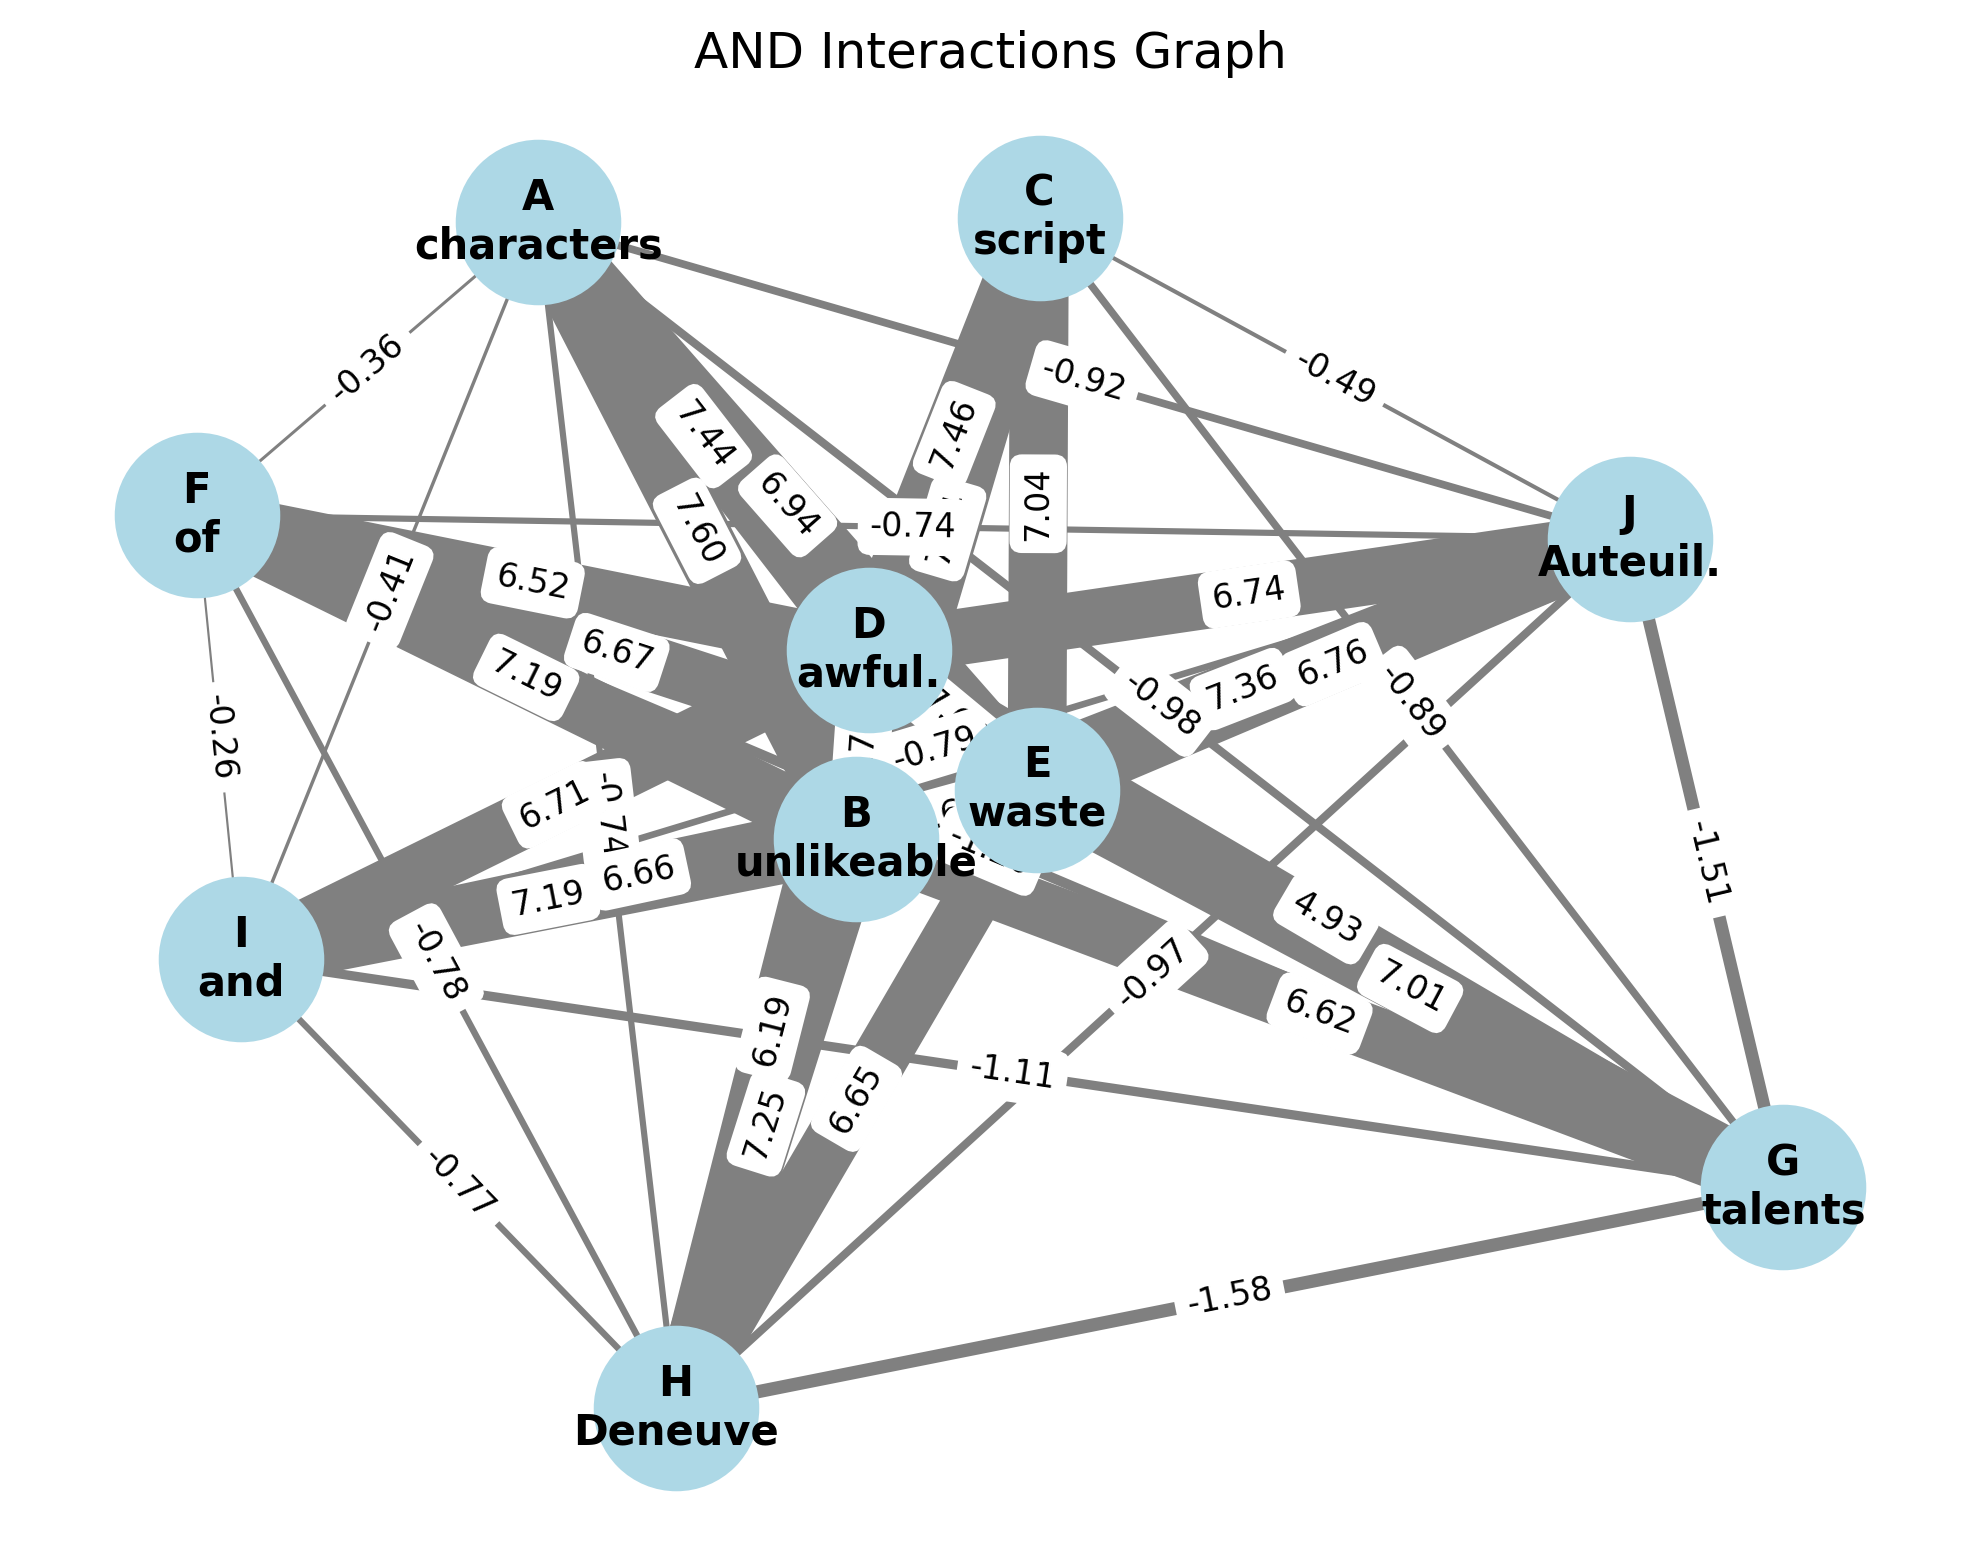 AND Interactions Graph
A
characters
C
script
-0.36
-0.92
-0.49
7.44
7.46
6.94
7.04
7.60
-0.74
F
of
J
Auteuil.
-0.41
6.52
6.74
6.67
7.19
D
awful.
7.36
6.76
-0.98
-0.89
-0.26
-0.79
E
waste
6.71
-0.74
B
unlikeable
7.19
6.66
-1.51
4.93
7.01
6.62
I
and
-0.78
-0.97
6.19
-1.11
6.65
7.25
-0.77
G
talents
-1.58
H
Deneuve